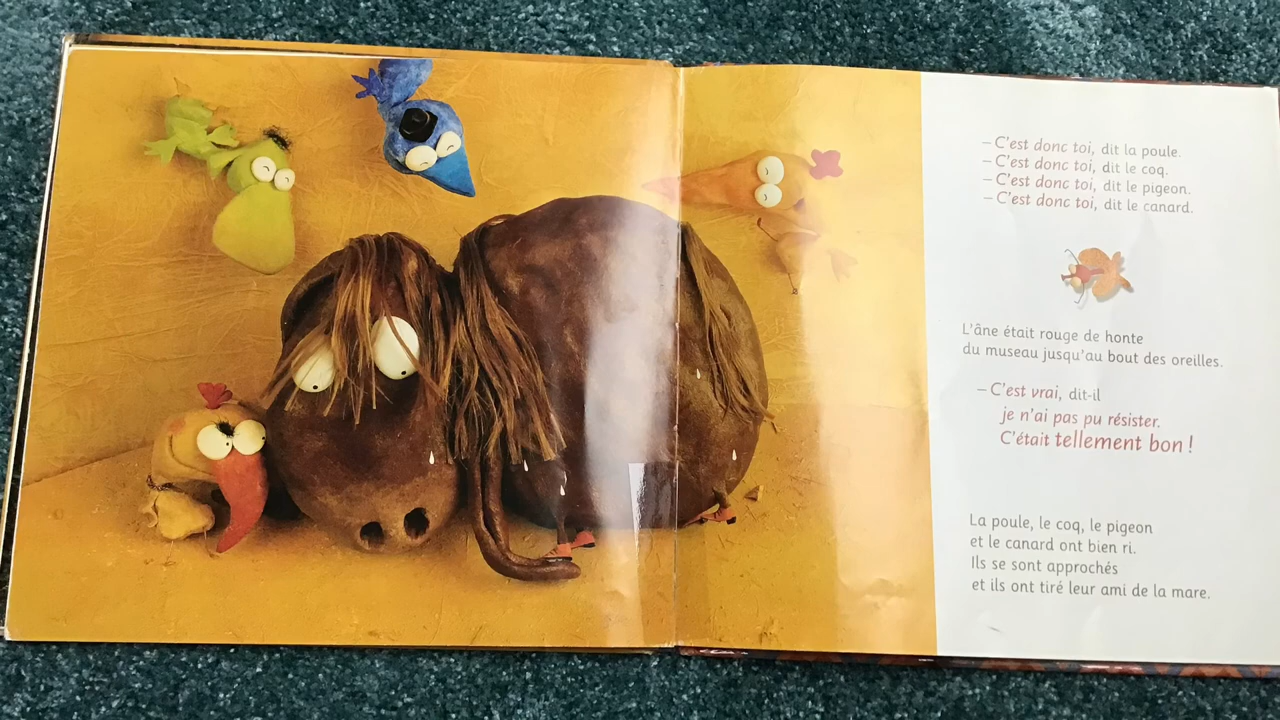 – C'est donc toi, dit la poule.
– C'est donc toi, dit le coq.
– C'est donc toi, dit le pigeon.
– C'est donc toi, dit le canard.
L'âne était rouge de honte
du museau jusqu'au bout des oreilles.
– C'est vrai, dit-il
je n'ai pas pu résister.
C'était tellement bon !
La poule, le coq, le pigeon
et le canard ont bien ri.
Ils se sont approchés
et ils ont tiré leur ami de la mare.